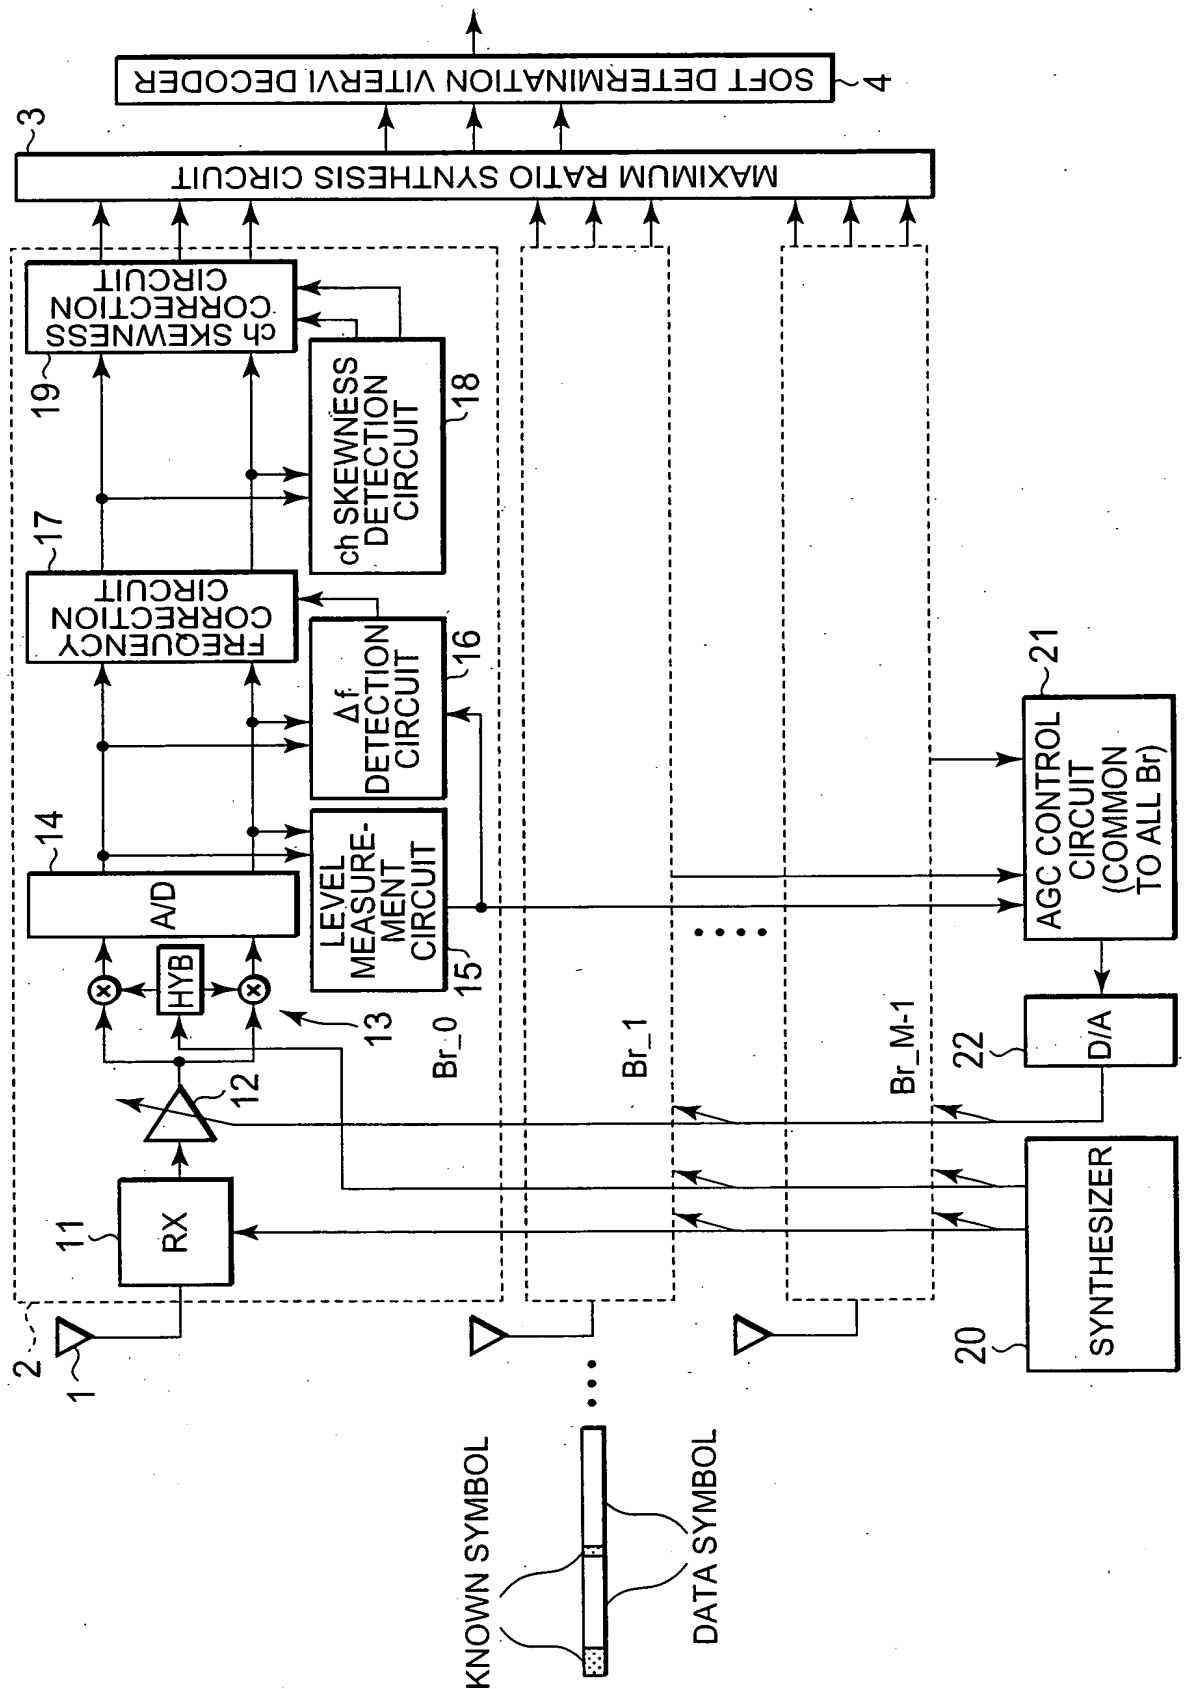 3
MAXIMUM RATIO SYNTHESIS CIRCUIT
SOFT DETERMINATION VITERVI DECODER
4
19
ch SKEWNESS
CORRECTION
CIRCUIT
ch SKEWNESS
DETECTION
CIRCUIT
18
17
FREQUENCY
CORRECTION
CIRCUIT
Δf
DETECTION
CIRCUIT
16
14
A/D
LEVEL
MEASURE-
MENT
CIRCUIT
15
HYB
13
12
11
RX
2
1
Br_0
Br_1
Br_M-1
21
AGC CONTROL
CIRCUIT
(COMMON
TO ALL Br)
22
D/A
20
SYNTHESIZER
KNOWN SYMBOL
DATA SYMBOL